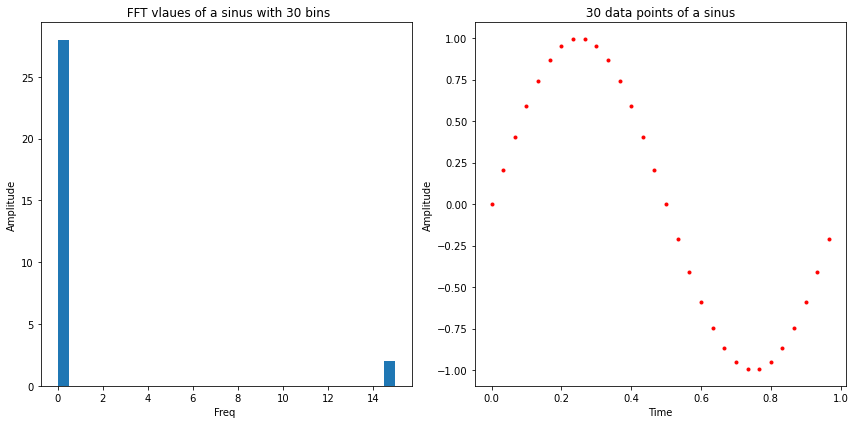 FFT vlaues of a sinus with 30 bins
Amplitude
25
20
15
10
5
0
0 2 4 6 8 10 12 14
Freq
30 data points of a sinus
Amplitude
1.00
0.75
0.50
0.25
0.00
−0.25
−0.50
−0.75
−1.00
0.0 0.2 0.4 0.6 0.8 1.0
Time